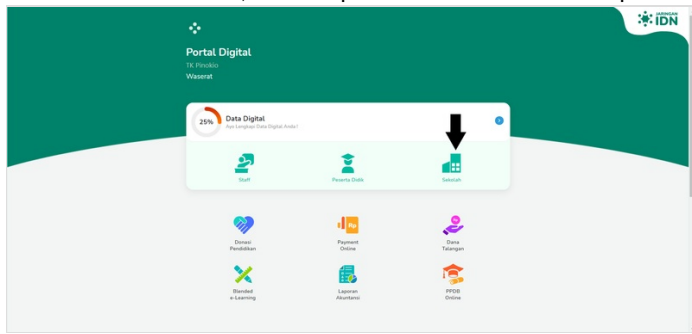 JARINGAN
IDN
Portal Digital
TK Pinokio
Waserat
25%
Data Digital
Ayo Lengkapi Data Digital Anda !
Staff
Peserta Didik
Sekolah
Rp
Donasi
Pendidikan
Payment
Online
Dana
Talangan
Blended
e-Learning
Laporan
Akuntansi
PPDB
Online